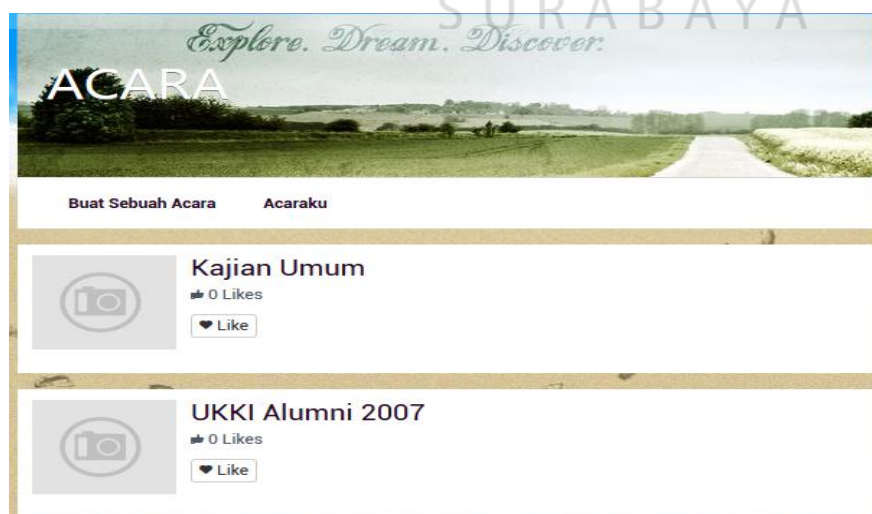 SURABAYA
Explore. Dream. Discover.
ACARA
Buat Sebuah Acara Acaraku
Kajian Umum
0 Likes
Like
UKKI Alumni 2007
0 Likes
Like